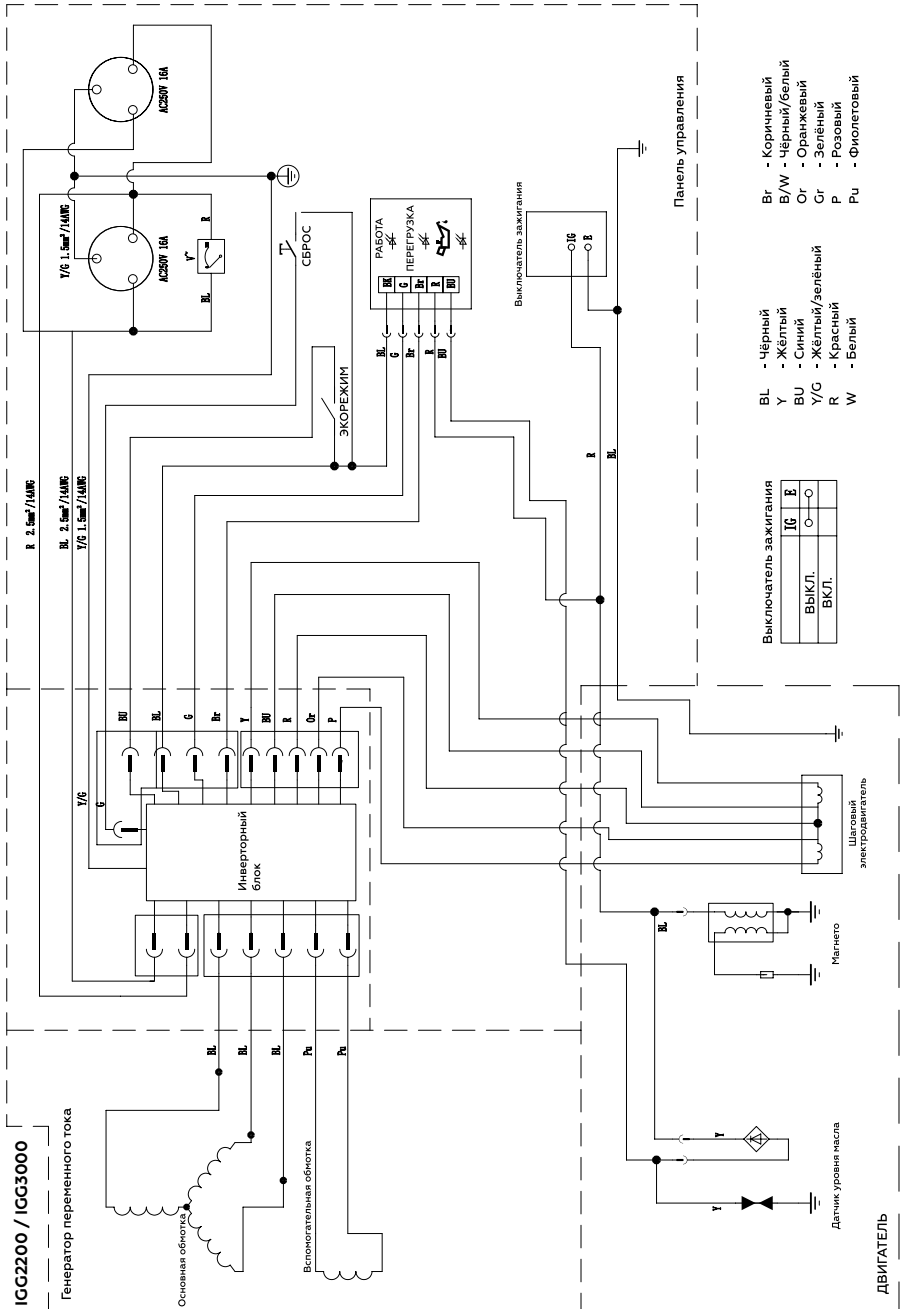 IGG2200 / IGG3000
Генератор переменного тока
Основная обмотка
Вспомогательная обмотка
BL
BL
BL
Pu
Pu
R 2.5mm²/14AWG
BL 2.5mm²/14AWG
Y/G 1.5mm²/14AWG
Y/G
G
Инверторный
блок
BU
BL
G
Br
Y
BU
R
Or
P
Y/G 1.5mm²/14AWG
AC250V 16A
AC250V 16A
V~
BL
R
СБРОС
ЭКОРЕЖИМ
BL
G
Br
R
BU
BK
G
Br
R
BU
РАБОТА
ПЕРЕГРУЗКА
Выключатель зажигания
IG
E
R
BL
Панель управления
ДВИГАТЕЛЬ
Датчик уровня масла
Y
Y
BL
Магнето
Шаговый
электродвигатель
Выключатель зажигания
IG E
ВЫКЛ.
ВКЛ.
BL - Чёрный
Y - Жёлтый
BU - Синий
Y/G - Жёлтый/зелёный
R - Красный
W - Белый
Br - Коричневый
B/W - Чёрный/белый
Or - Оранжевый
Gr - Зелёный
P - Розовый
Pu - Фиолетовый